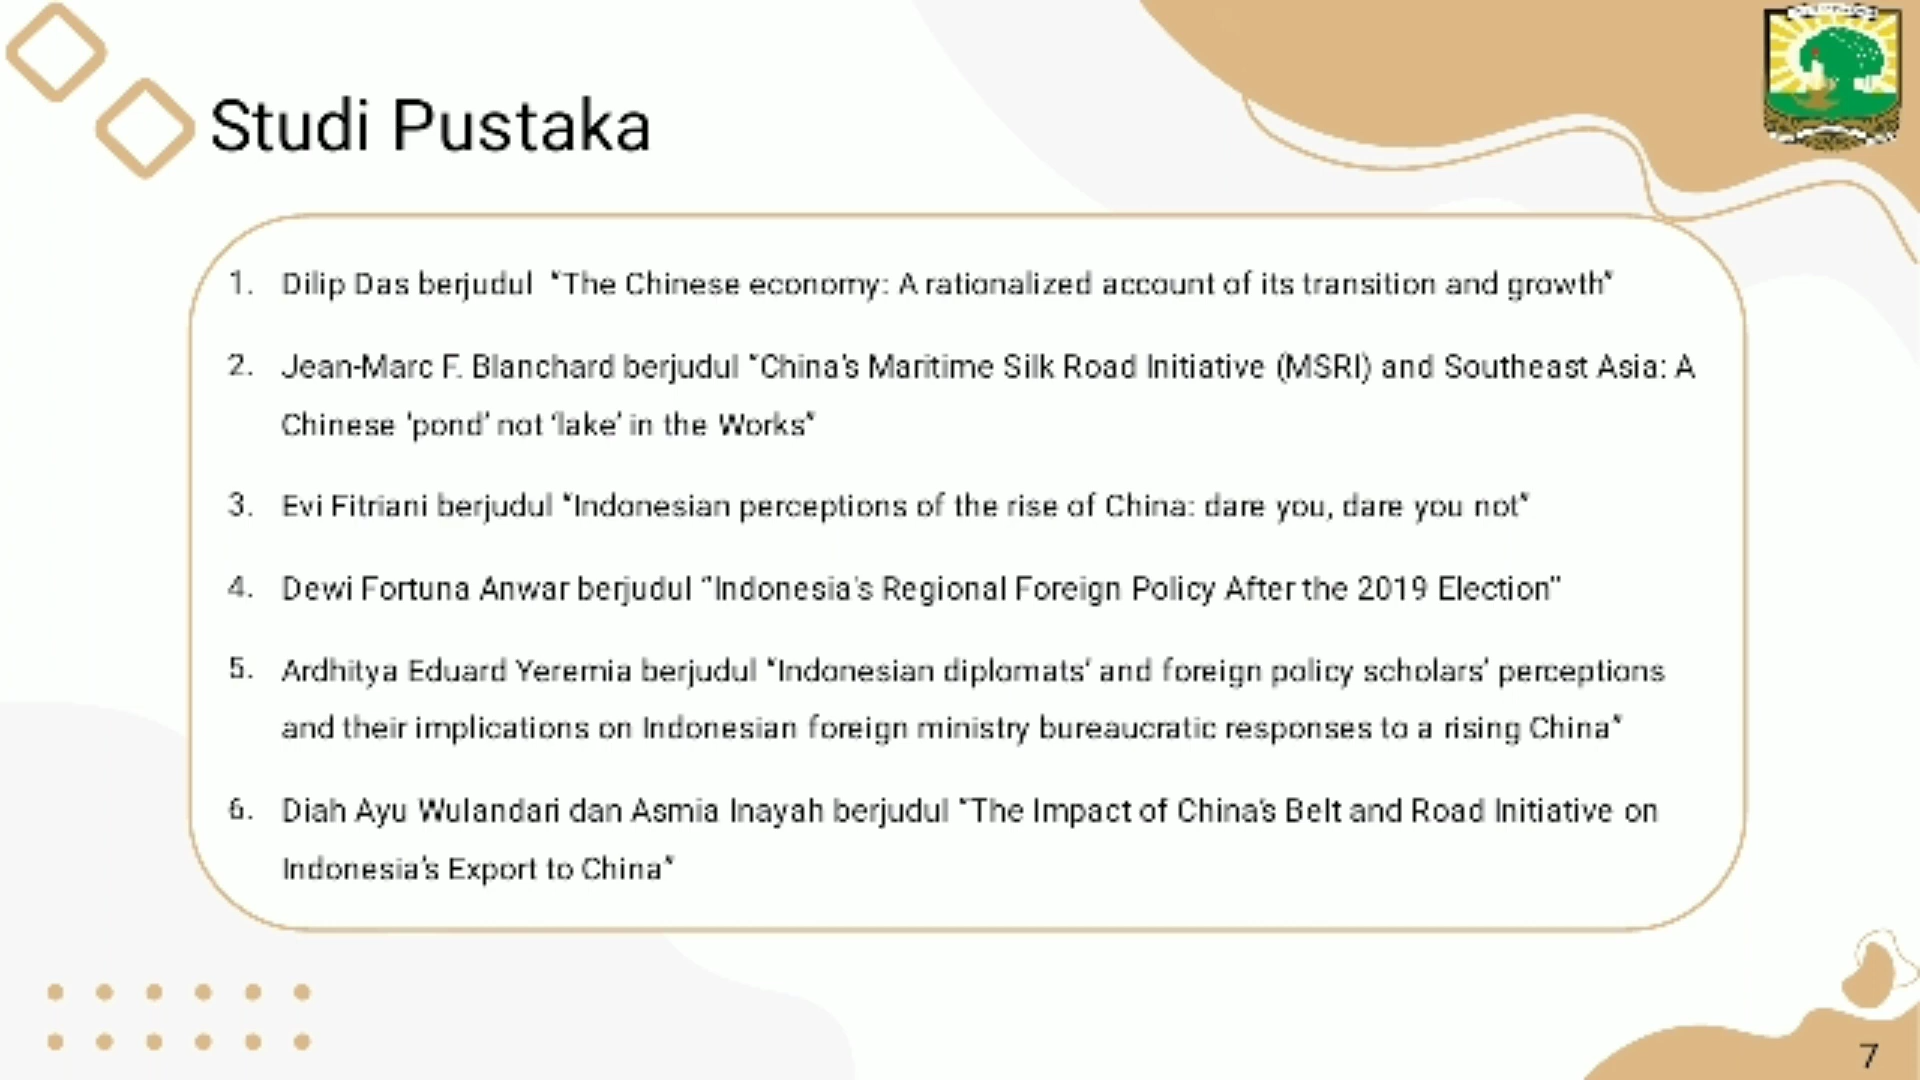 Studi Pustaka
1. Dilip Das berjudul “The Chinese economy: A rationalized account of its transition and growth”
2. Jean-Marc F. Blanchard berjudul “China’s Maritime Silk Road Initiative (MSRI) and Southeast Asia: A
Chinese ‘pond’ not ‘lake’ in the Works”
3. Evi Fitriani berjudul “Indonesian perceptions of the rise of China: dare you, dare you not”
4. Dewi Fortuna Anwar berjudul “Indonesia's Regional Foreign Policy After the 2019 Election”
5. Ardhitya Eduard Yeremia berjudul “Indonesian diplomats’ and foreign policy scholars’ perceptions
and their implications on Indonesian foreign ministry bureaucratic responses to a rising China”
6. Diah Ayu Wulandari dan Asmia Inayah berjudul “The Impact of China’s Belt and Road Initiative on
Indonesia’s Export to China”
7